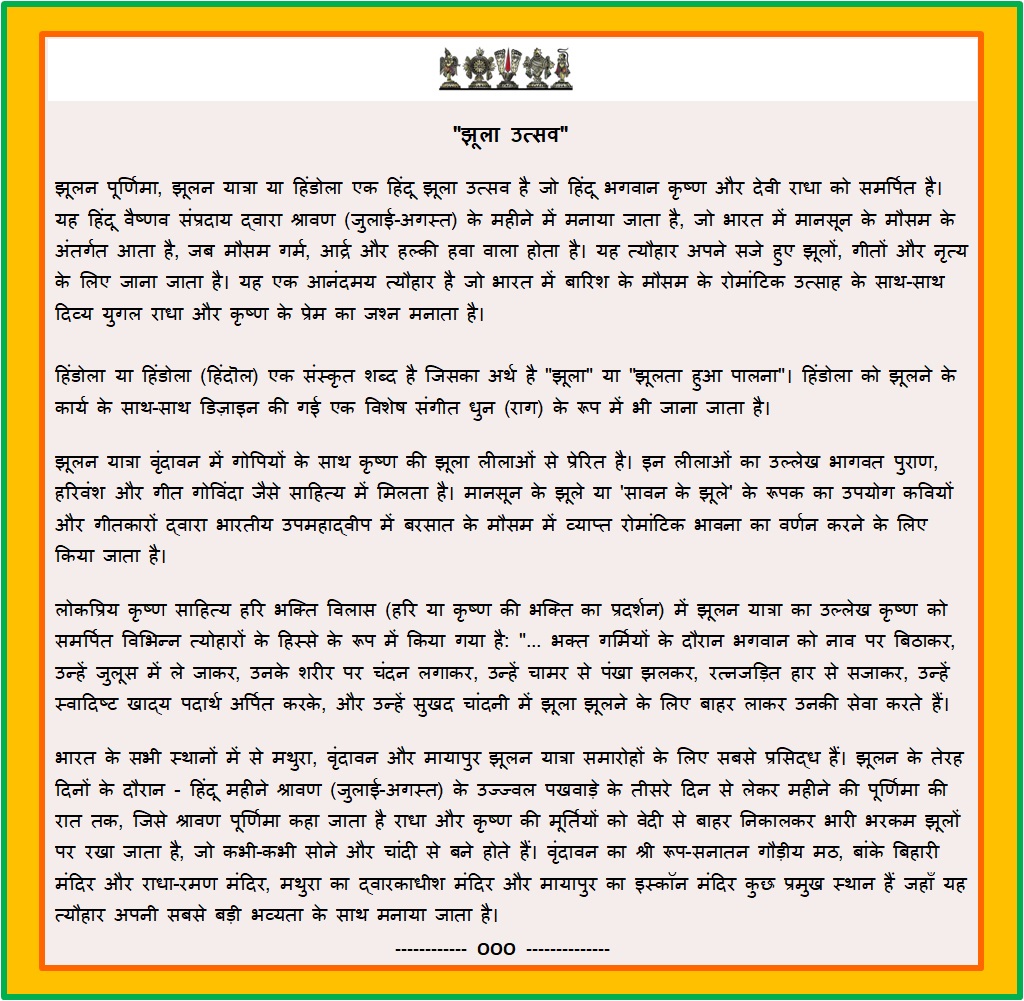 "झूला उत्सव"
झूलन पूर्णिमा, झूलन यात्रा या हिंडोला एक हिंदू झूला उत्सव है जो हिंदू भगवान कृष्ण और देवी राधा को समर्पित है।
यह हिंदू वैष्णव संप्रदाय द्वारा श्रावण (जुलाई-अगस्त) के महीने में मनाया जाता है, जो भारत में मानसून के मौसम के
अंतर्गत आता है, जब मौसम गर्म, आर्द्र और हल्की हवा वाला होता है। यह त्यौहार अपने सजे हुए झूलों, गीतों और नृत्य
के लिए जाना जाता है। यह एक आनंदमय त्यौहार है जो भारत में बारिश के मौसम के रोमांटिक उत्साह के साथ-साथ
दिव्य युगल राधा और कृष्ण के प्रेम का जश्न मनाता है।
हिंडोला या हिंडोला (हिंदॊल) एक संस्कृत शब्द है जिसका अर्थ है "झूला" या "झूलता हुआ पालना"। हिंडोला को झूलने के
कार्य के साथ-साथ डिज़ाइन की गई एक विशेष संगीत धुन (राग) के रूप में भी जाना जाता है।
झूलन यात्रा वृंदावन में गोपियों के साथ कृष्ण की झूला लीलाओं से प्रेरित है। इन लीलाओं का उल्लेख भागवत पुराण,
हरिवंश और गीत गोविंदा जैसे साहित्य में मिलता है। मानसून के झूले या 'सावन के झूले' के रूपक का उपयोग कवियों
और गीतकारों द्वारा भारतीय उपमहाद्वीप में बरसात के मौसम में व्याप्त रोमांटिक भावना का वर्णन करने के लिए
किया जाता है।
लोकप्रिय कृष्ण साहित्य हरि भक्ति विलास (हरि या कृष्ण की भक्ति का प्रदर्शन) में झूलन यात्रा का उल्लेख कृष्ण को
समर्पित विभिन्न त्योहारों के हिस्से के रूप में किया गया है: "... भक्त गर्मियों के दौरान भगवान को नाव पर बिठाकर,
उन्हें जुलूस में ले जाकर, उनके शरीर पर चंदन लगाकर, उन्हें चामर से पंखा झलकर, रत्नजड़ित हार से सजाकर, उन्हें
स्वादिष्ट खाद्य पदार्थ अर्पित करके, और उन्हें सुखद चांदनी में झूला झूलने के लिए बाहर लाकर उनकी सेवा करते हैं।
भारत के सभी स्थानों में से मथुरा, वृंदावन और मायापुर झूलन यात्रा समारोहों के लिए सबसे प्रसिद्ध हैं। झूलन के तेरह
दिनों के दौरान - हिंदू महीने श्रावण (जुलाई-अगस्त) के उज्ज्वल पखवाड़े के तीसरे दिन से लेकर महीने की पूर्णिमा की
रात तक, जिसे श्रावण पूर्णिमा कहा जाता है राधा और कृष्ण की मूर्तियों को वेदी से बाहर निकालकर भारी भरकम झूलों
पर रखा जाता है, जो कभी-कभी सोने और चांदी से बने होते हैं। वृंदावन का श्री रूप-सनातन गौड़ीय मठ, बांके बिहारी
मंदिर और राधा-रमण मंदिर, मथुरा का द्वारकाधीश मंदिर और मायापुर का इस्कॉन मंदिर कुछ प्रमुख स्थान हैं जहाँ यह
त्यौहार अपनी सबसे बड़ी भव्यता के साथ मनाया जाता है।
------------ OOO --------------